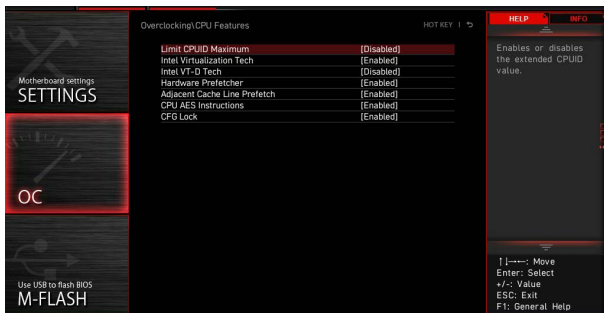 HELP
INFO
Overclocking\CPU Features
HOT KEY
Limit CPUID Maximum [Disabled]
Intel Virtualization Tech [Enabled]
Intel VT-D Tech [Disabled]
Hardware Prefetcher [Enabled]
Adjacent Cache Line Prefetch [Enabled]
CPU AES Instructions [Enabled]
CFG Lock [Enabled]
Enables or disables
the extended CPUID
value.
Motherboard settings
SETTINGS
OC
Use USB to flash BIOS
M-FLASH
↑↓→←: Move
Enter: Select
+/-: Value
ESC: Exit
F1: General Help